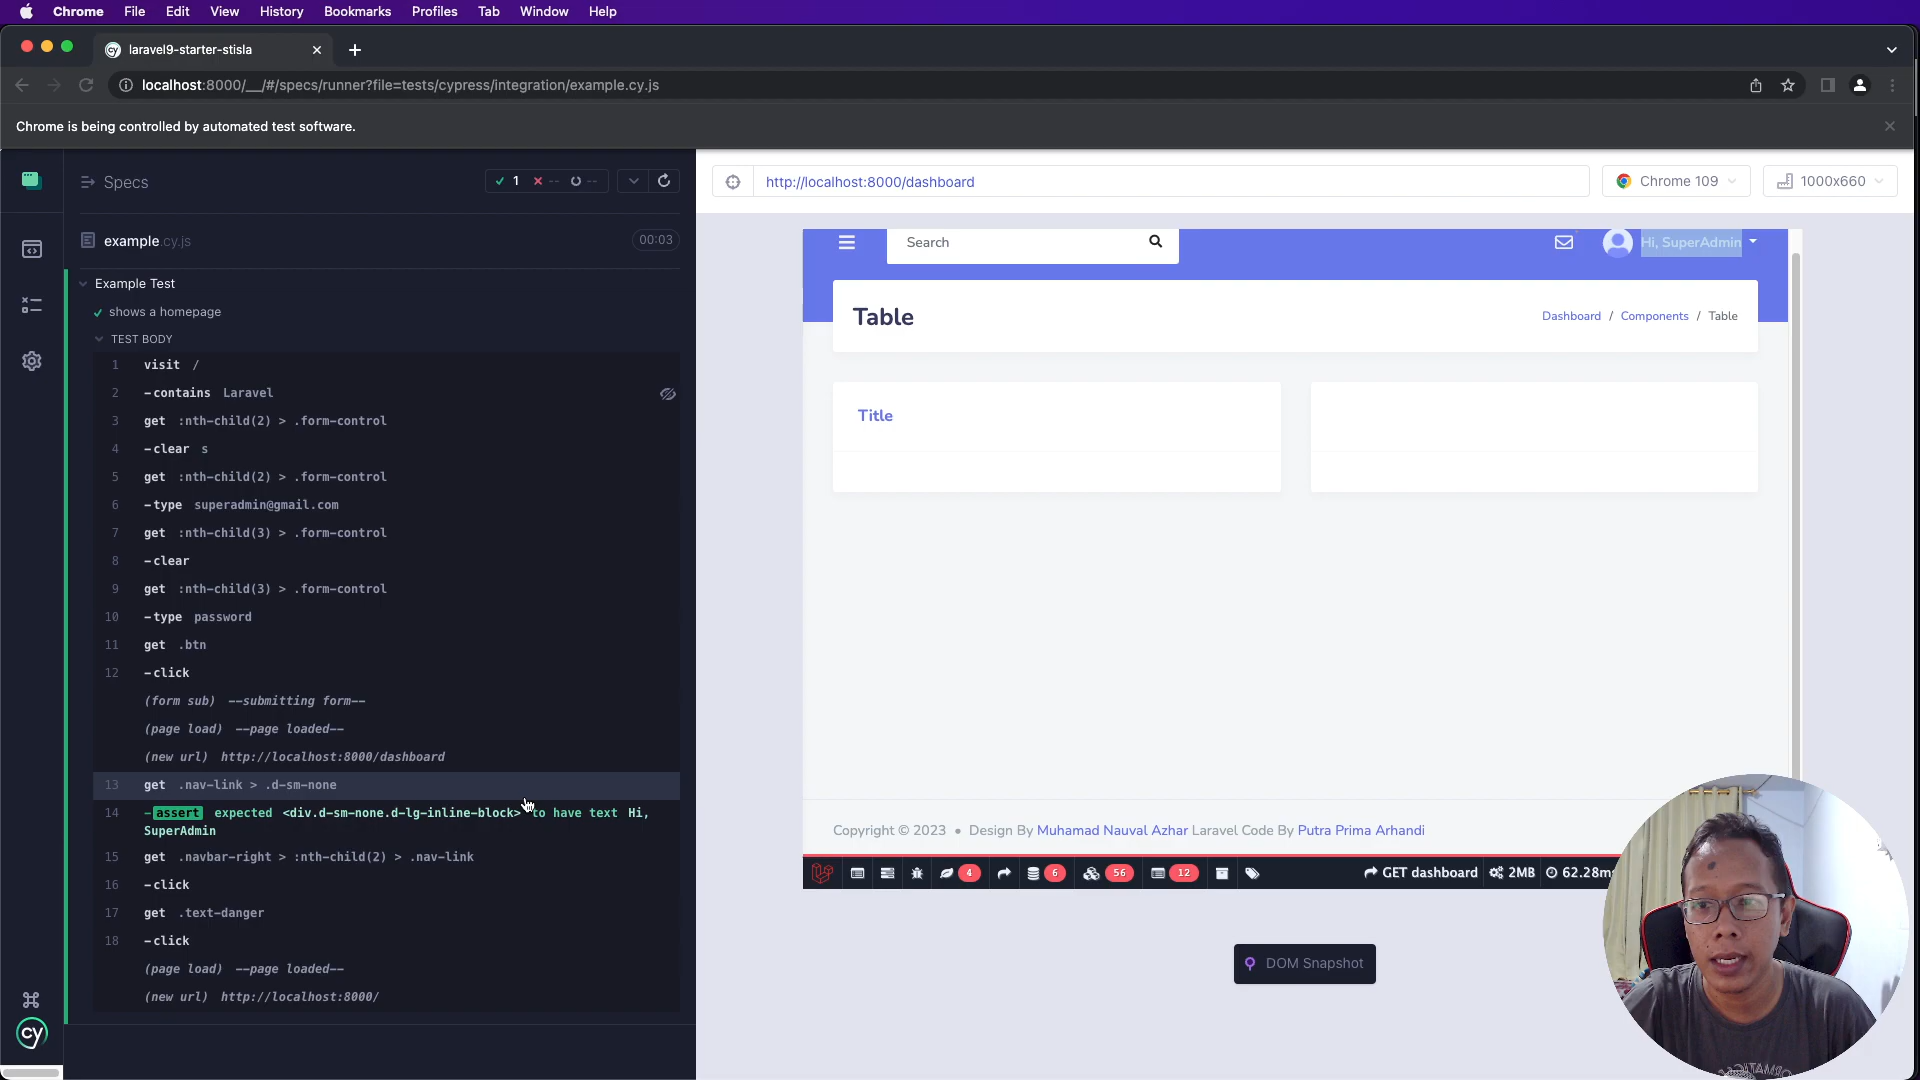 Chrome File Edit View History Bookmarks Profiles Tab Window Help
laravel9-starter-stisla
localhost:8000/__/#/specs/runner?file=tests/cypress/integration/example.cy.js
Chrome is being controlled by automated test software.
Specs
1 -- --
example.cy.js
00:03
Example Test
shows a homepage
TEST BODY
1 visit /
2 -contains Laravel
3 get :nth-child(2) > .form-control
4 -clear s
5 get :nth-child(2) > .form-control
6 -type superadmin@gmail.com
7 get :nth-child(3) > .form-control
8 -clear
9 get :nth-child(3) > .form-control
10 -type password
11 get .btn
12 -click
(form sub) --submitting form--
(page load) --page loaded--
(new url) http://localhost:8000/dashboard
13 get .nav-link > .d-sm-none
14 -assert expected <div.d-sm-none.d-lg-inline-block> to have text Hi,
SuperAdmin
15 get .navbar-right > :nth-child(2) > .nav-link
16 -click
17 get .text-danger
18 -click
(page load) --page loaded--
(new url) http://localhost:8000/
cy
http://localhost:8000/dashboard
Chrome 109
1000x660
Search
Hi, SuperAdmin
Table
Dashboard / Components / Table
Title
Copyright © 2023 • Design By Muhamad Nauval Azhar Laravel Code By Putra Prima Arhandi
4 6 56 12 GET dashboard 2MB 62.28m
DOM Snapshot